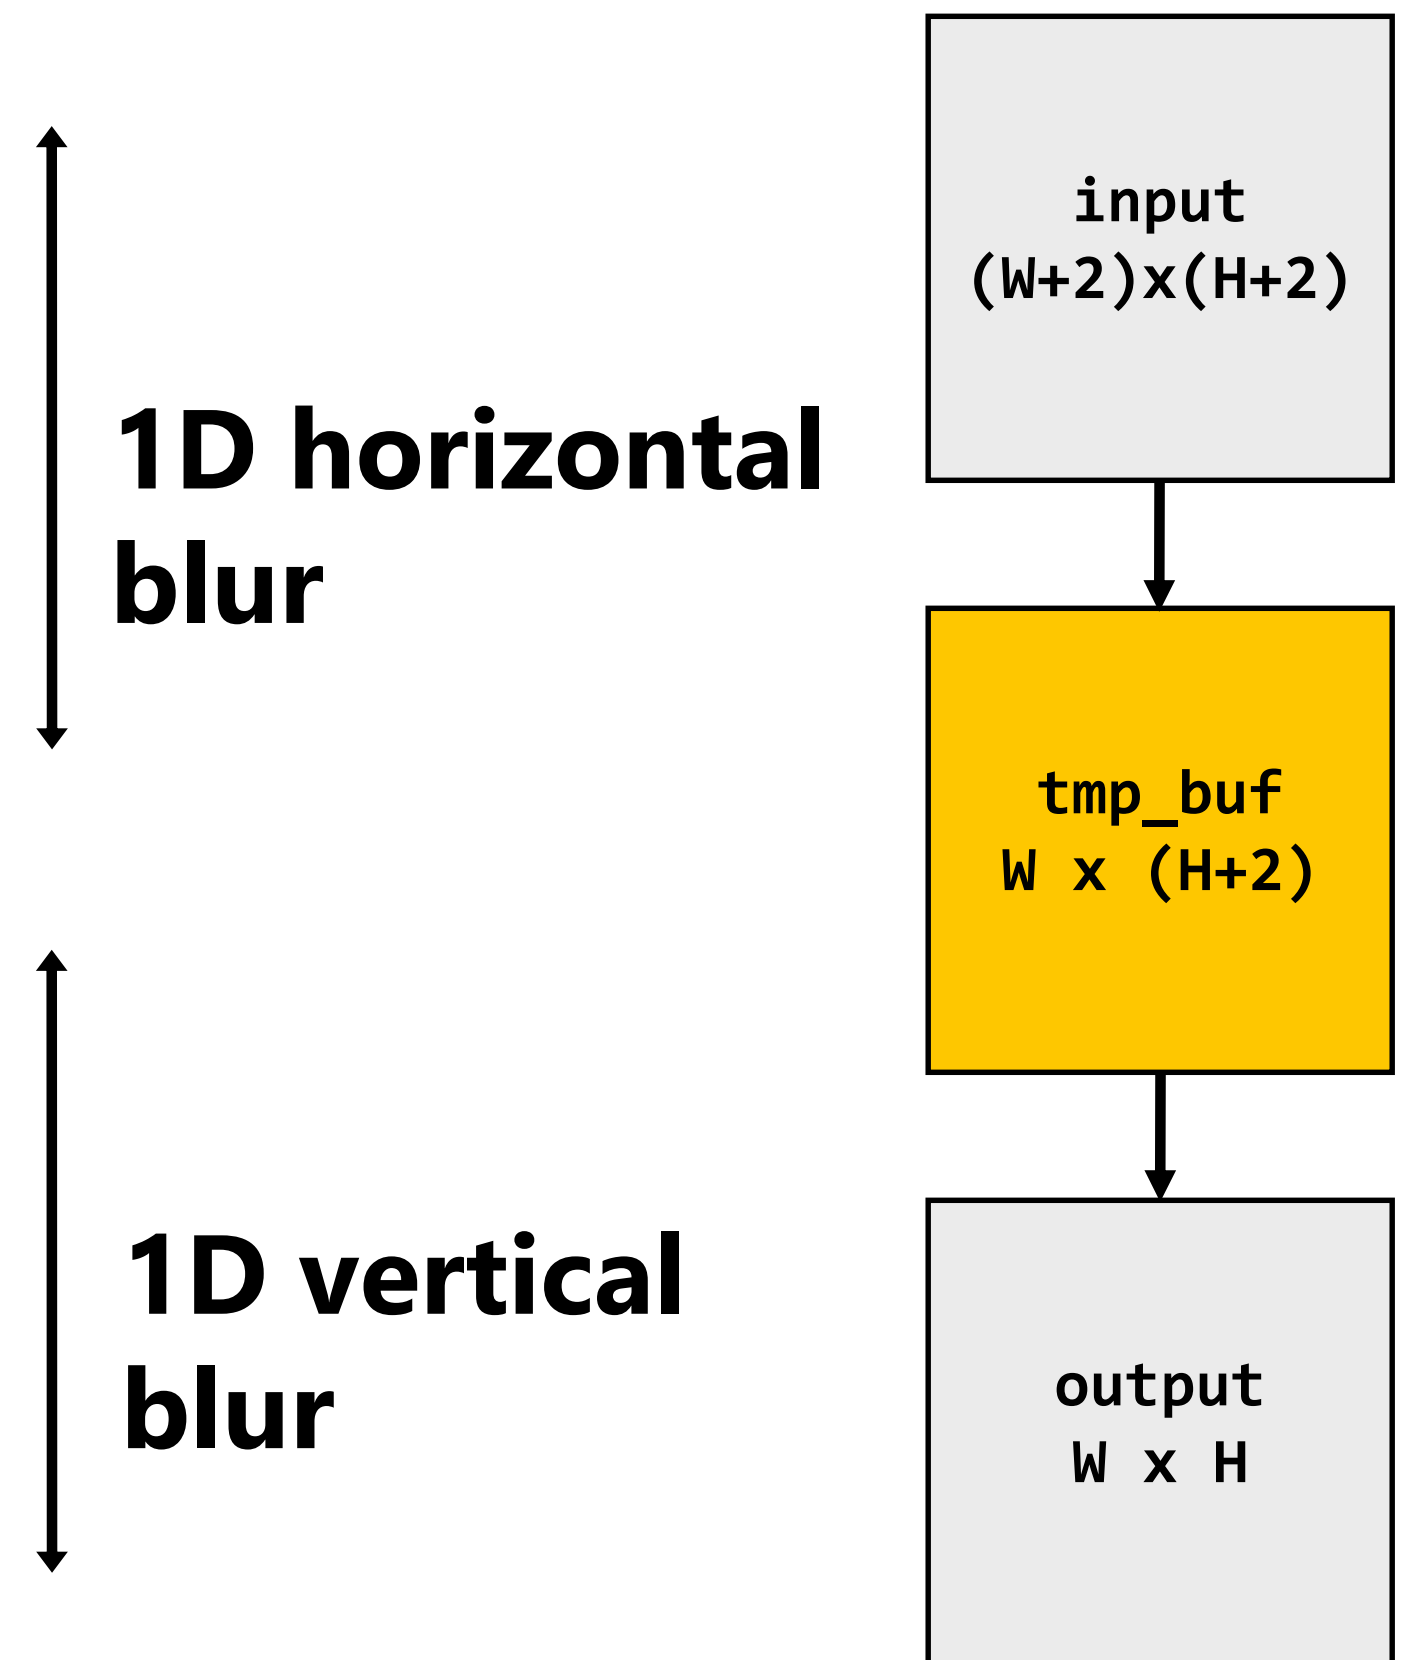 input
(W+2)x(H+2)
1D horizontal
blur
tmp_buf
W x (H+2)
1D vertical
blur
output
W x H